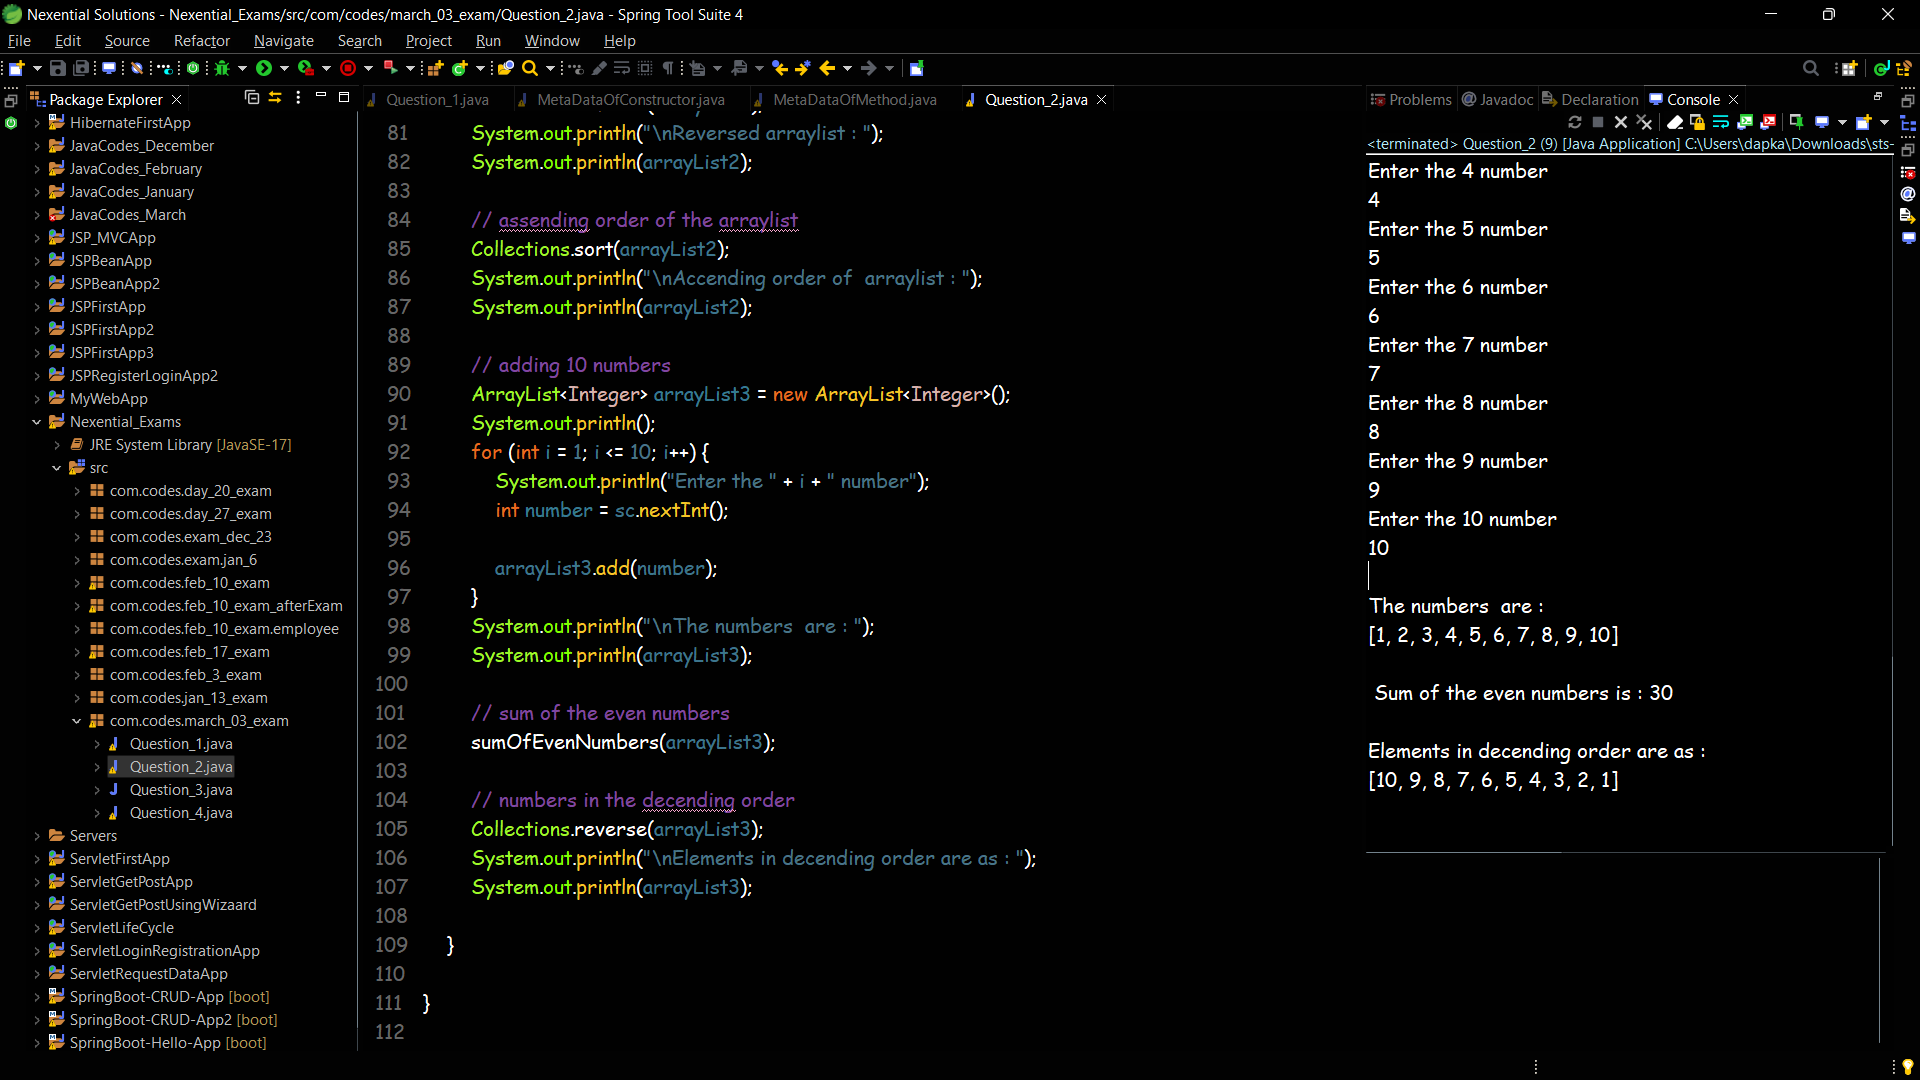 Nexential Solutions - Nexential_Exams/src/com/codes/march_03_exam/Question_2.java - Spring Tool Suite 4
File Edit Source Refactor Navigate Search Project Run Window Help
Package Explorer
HibernateFirstApp
JavaCodes_December
JavaCodes_February
JavaCodes_January
JavaCodes_March
JSP_MVCApp
JSPBeanApp
JSPBeanApp2
JSPFirstApp
JSPFirstApp2
JSPFirstApp3
JSPRegisterLoginApp2
MyWebApp
Nexential_Exams
JRE System Library [JavaSE-17]
src
com.codes.day_20_exam
com.codes.day_27_exam
com.codes.exam_dec_23
com.codes.exam.jan_6
com.codes.feb_10_exam
com.codes.feb_10_exam_afterExam
com.codes.feb_10_exam.employee
com.codes.feb_17_exam
com.codes.feb_3_exam
com.codes.jan_13_exam
com.codes.march_03_exam
Question_1.java
Question_2.java
Question_3.java
Question_4.java
Servers
ServletFirstApp
ServletGetPostApp
ServletGetPostUsingWizaard
ServletLifeCycle
ServletLoginRegistrationApp
ServletRequestDataApp
SpringBoot-CRUD-App [boot]
SpringBoot-CRUD-App2 [boot]
SpringBoot-Hello-App [boot]
Question_1.java MetaDataOfConstructor.java MetaDataOfMethod.java Question_2.java
81 System.out.println("\nReversed arraylist : ");
82 System.out.println(arrayList2);
83
84 // assending order of the arraylist
85 Collections.sort(arrayList2);
86 System.out.println("\nAccending order of  arraylist : ");
87 System.out.println(arrayList2);
88
89 // adding 10 numbers
90 ArrayList<Integer> arrayList3 = new ArrayList<Integer>();
91 System.out.println();
92 for (int i = 1; i <= 10; i++) {
93 System.out.println("Enter the " + i + " number");
94 int number = sc.nextInt();
95
96 arrayList3.add(number);
97 }
98 System.out.println("\nThe numbers  are : ");
99 System.out.println(arrayList3);
100
101 // sum of the even numbers
102 sumOfEvenNumbers(arrayList3);
103
104 // numbers in the decending order
105 Collections.reverse(arrayList3);
106 System.out.println("\nElements in decending order are as : ");
107 System.out.println(arrayList3);
108
109 }
110
111 }
112
Problems @ Javadoc Declaration Console
<terminated> Question_2 (9) [Java Application] C:\Users\dapka\Downloads\sts-
Enter the 4 number
4
Enter the 5 number
5
Enter the 6 number
6
Enter the 7 number
7
Enter the 8 number
8
Enter the 9 number
9
Enter the 10 number
10
The numbers  are :
[1, 2, 3, 4, 5, 6, 7, 8, 9, 10]
Sum of the even numbers is : 30
Elements in decending order are as :
[10, 9, 8, 7, 6, 5, 4, 3, 2, 1]